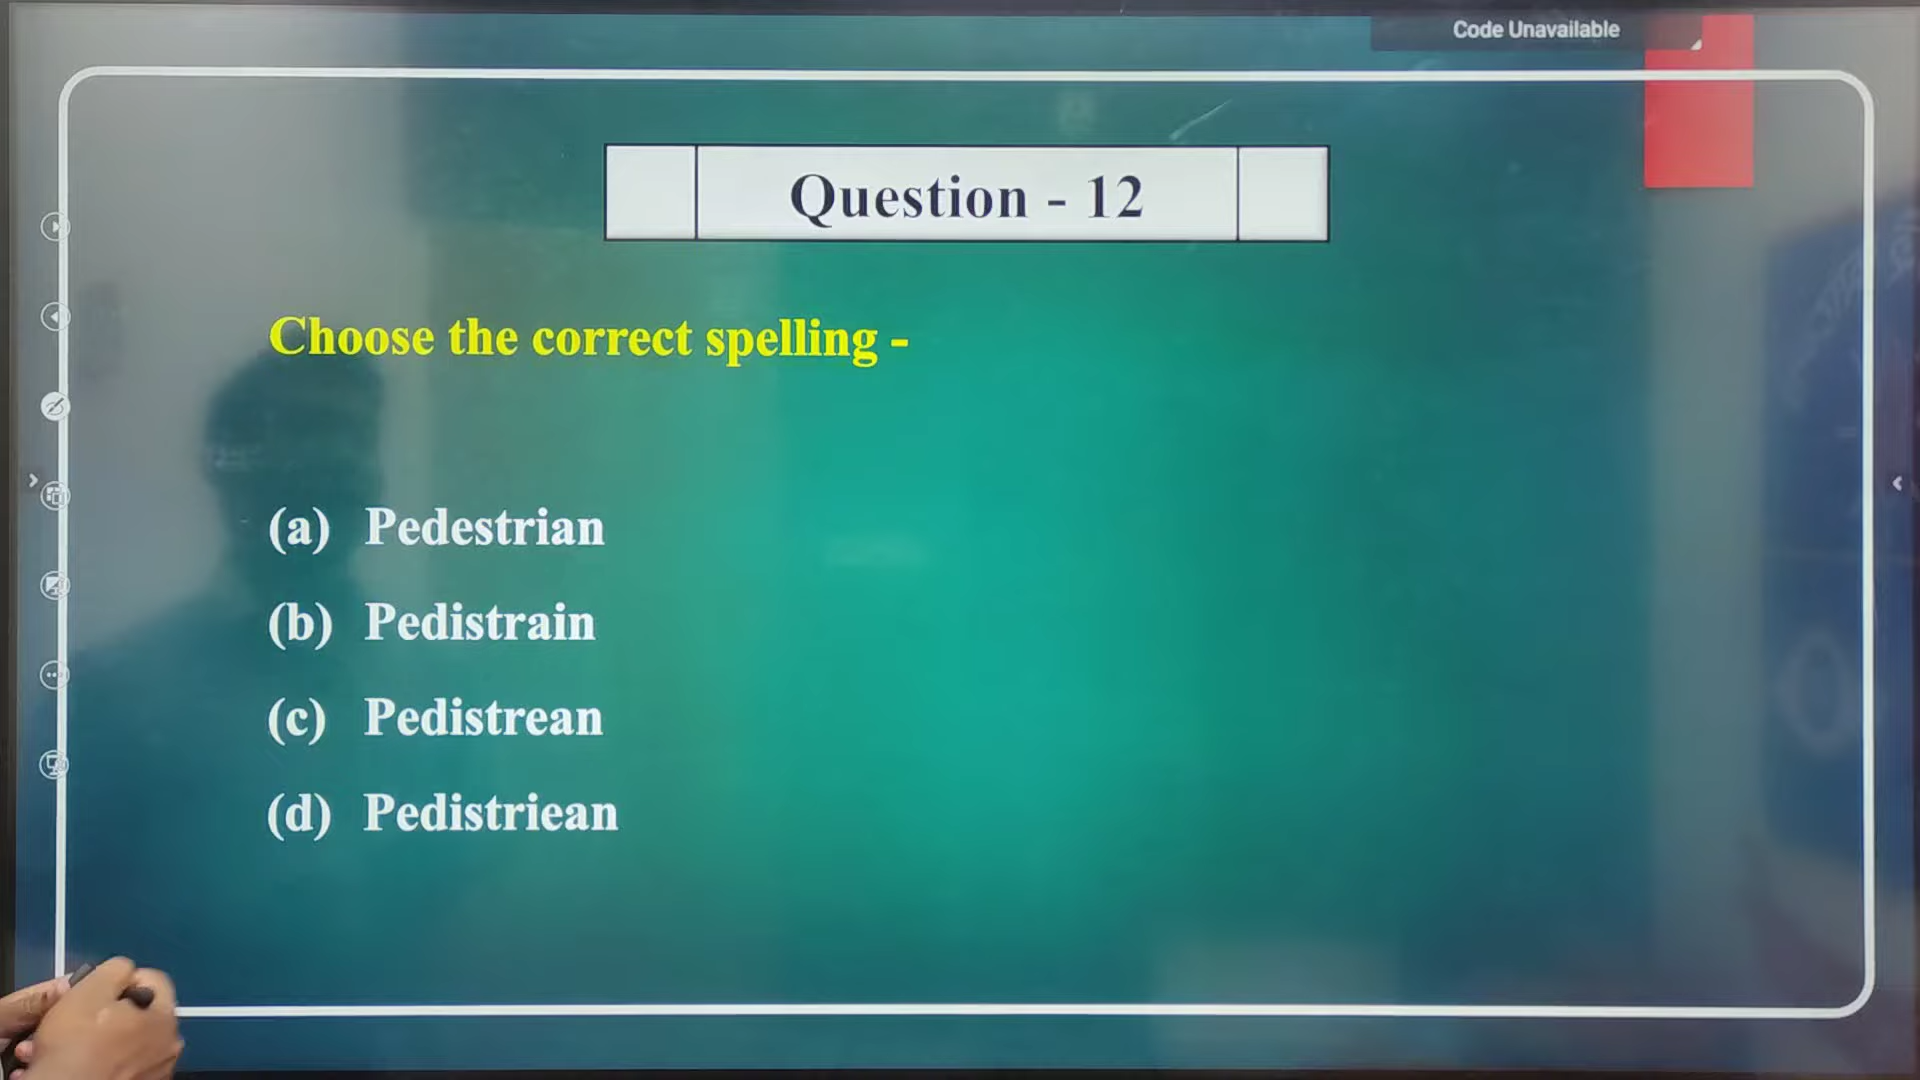 Code Unavailable
Question - 12
Choose the correct spelling -
(a) Pedestrian
(b) Pedistrain
(c) Pedistrean
(d) Pedistriean